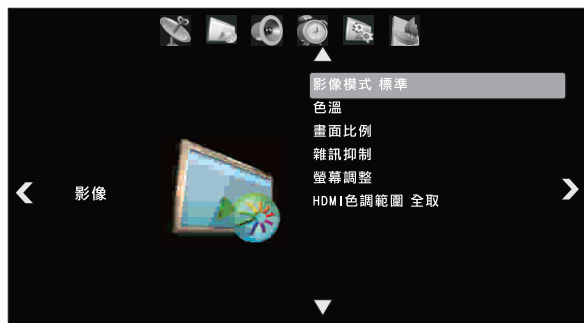 影像模式 標準
色溫
畫面比例
雜訊抑制
螢幕調整
影像
HDMI色調範圍 全取